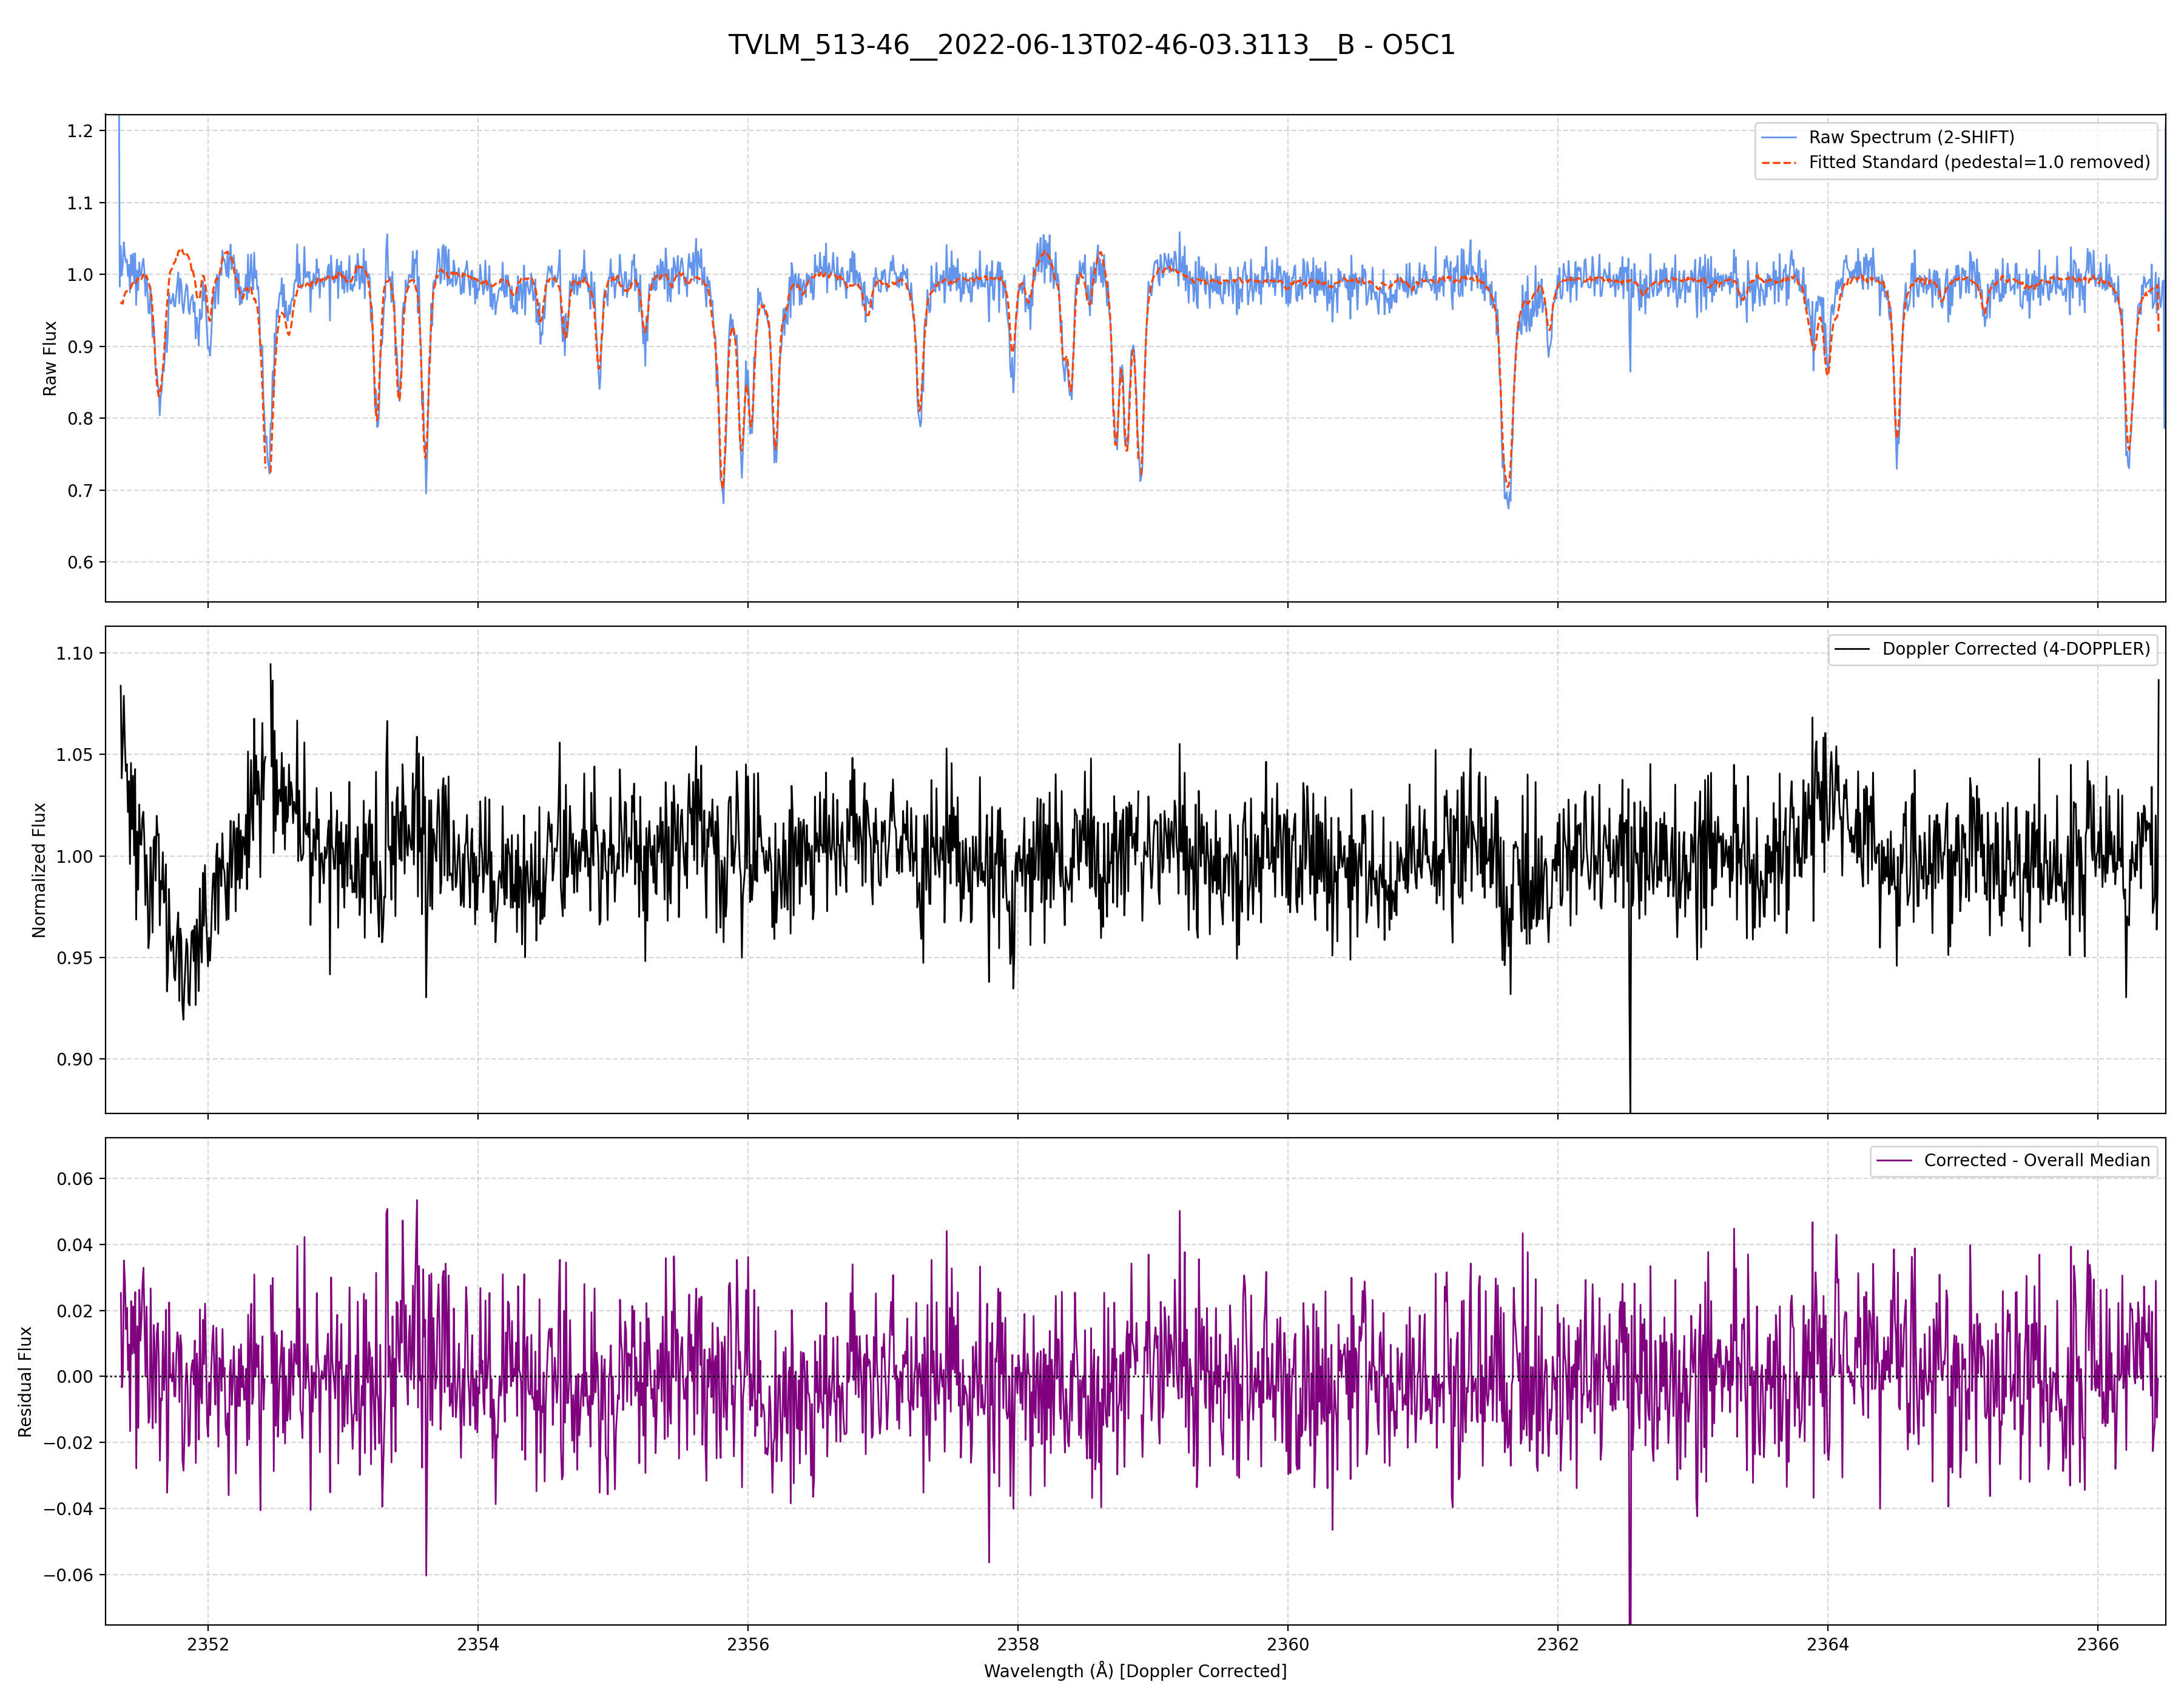 TVLM_513-46__2022-06-13T02-46-03.3113__B - O5C1
Raw Spectrum (2-SHIFT)
Fitted Standard (pedestal=1.0 removed)
Raw Flux
1.2
1.1
1.0
0.9
0.8
0.7
0.6
Doppler Corrected (4-DOPPLER)
Normalized Flux
1.10
1.05
1.00
0.95
0.90
Corrected - Overall Median
Residual Flux
0.06
0.04
0.02
0.00
−0.02
−0.04
−0.06
2352 2354 2356 2358 2360 2362 2364 2366
Wavelength (Å) [Doppler Corrected]